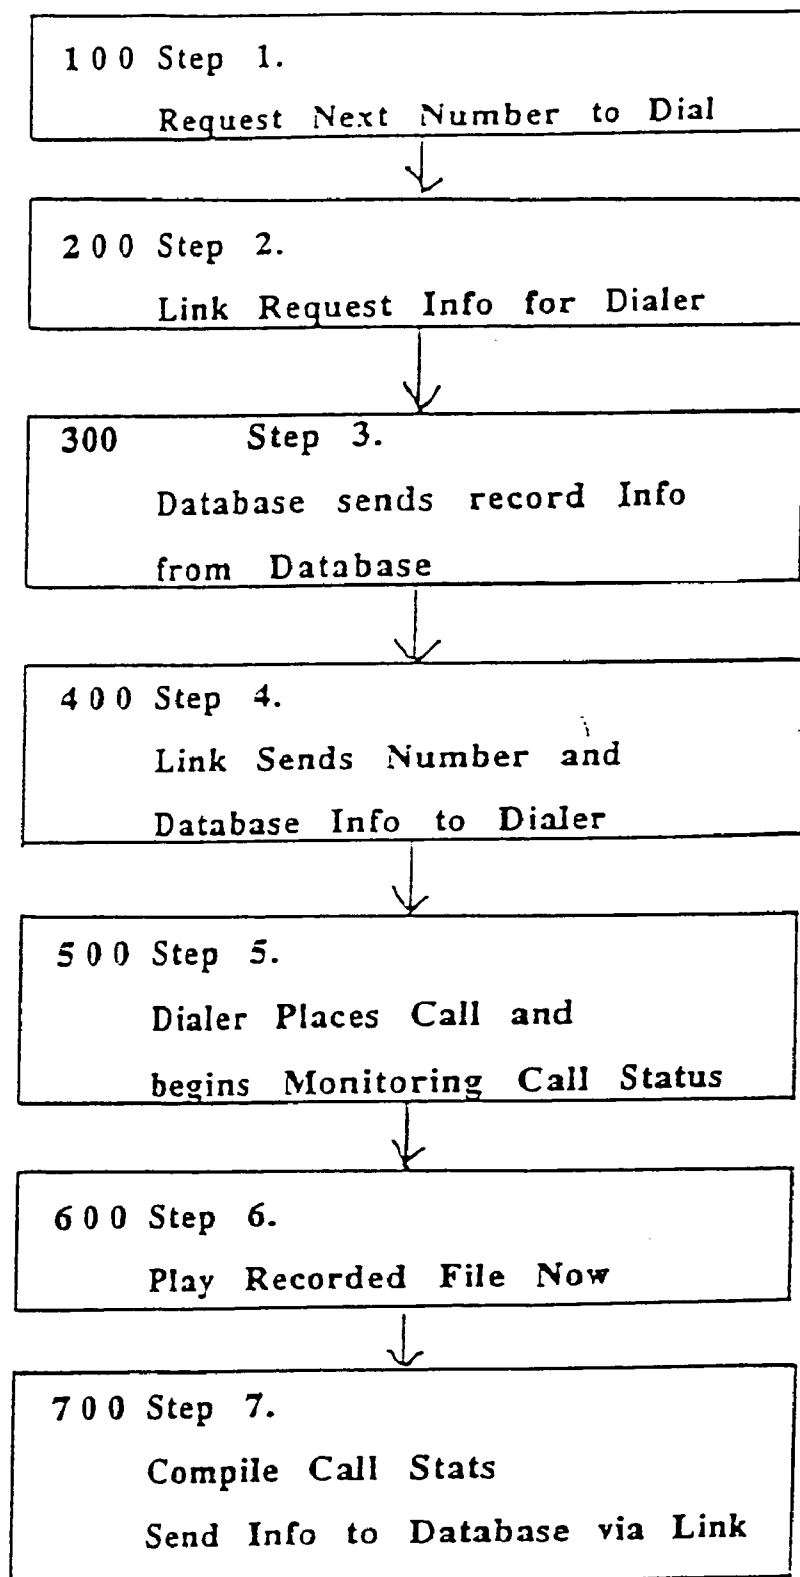 100 Step 1.
Request Next Number to Dial
200 Step 2.
Link Request Info for Dialer
300 Step 3.
Database sends record Info
from Database
400 Step 4.
Link Sends Number and
Database Info to Dialer
500 Step 5.
Dialer Places Call and
begins Monitoring Call Status
600 Step 6.
Play Recorded File Now
700 Step 7.
Compile Call Stats
Send Info to Database via Link